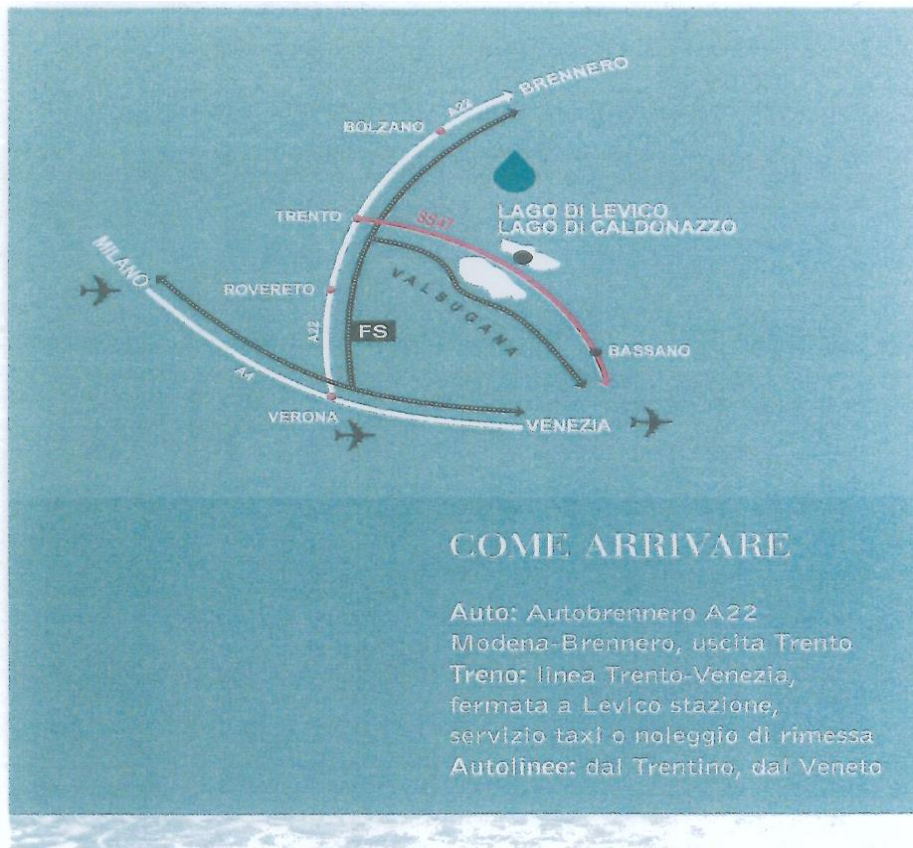 BRENNERO
A22
BOLZANO
TRENTO
SS47
LAGO DI LEVICO
LAGO DI CALDONAZZO
MILANO
ROVERETO
VALSUGANA
A22
FS
BASSANO
A4
VERONA
VENEZIA
COME ARRIVARE
Auto: Autobrennero A22
Modena-Brennero, uscita Trento
Treno: linea Trento-Venezia,
fermata a Levico stazione,
servizio taxi o noleggio di rimessa
Autolinee: dal Trentino, dal Veneto